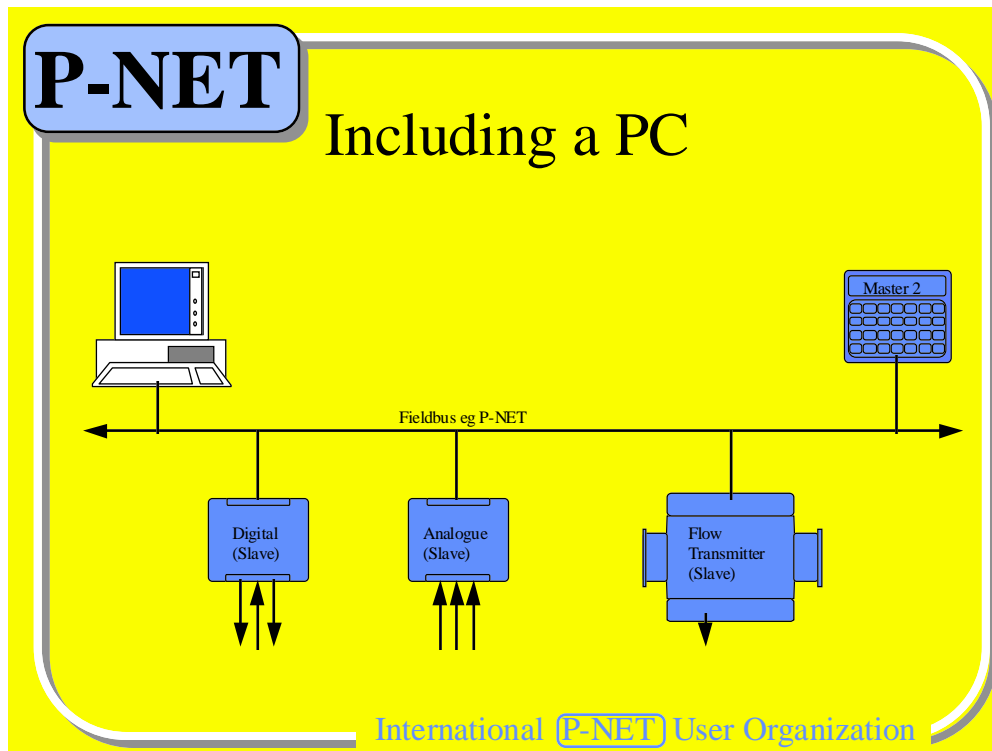 P-NET
Including a PC
Master 2
Fieldbus eg P-NET
Digital
(Slave)
Analogue
(Slave)
Flow
Transmitter
(Slave)
International P-NET User Organization